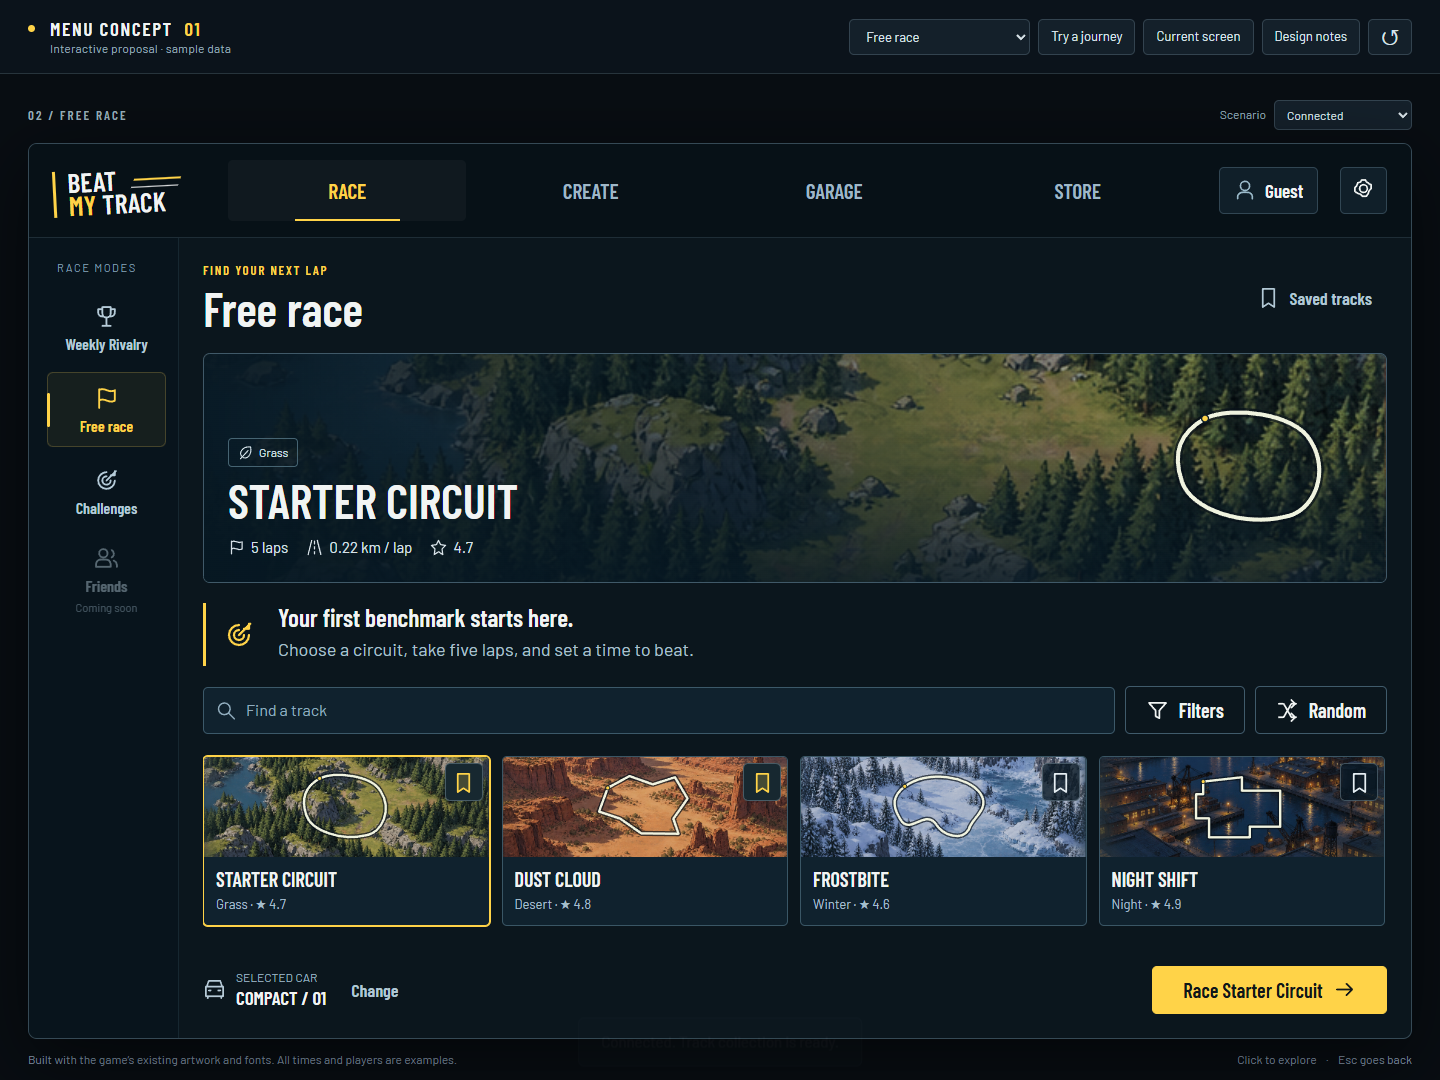 MENU CONCEPT 01
Interactive proposal · sample data
Free race
Try a journey
Current screen
Design notes
02 / FREE RACE
Scenario
Connected
BEAT
MY TRACK
RACE
CREATE
GARAGE
STORE
Guest
RACE MODES
Weekly Rivalry
Free race
Challenges
Friends
Coming soon
FIND YOUR NEXT LAP
Free race
Saved tracks
Grass
STARTER CIRCUIT
5 laps
0.22 km / lap
4.7
Your first benchmark starts here.
Choose a circuit, take five laps, and set a time to beat.
Find a track
Filters
Random
STARTER CIRCUIT
Grass · ★ 4.7
DUST CLOUD
Desert · ★ 4.8
FROSTBITE
Winter · ★ 4.6
NIGHT SHIFT
Night · ★ 4.9
SELECTED CAR
COMPACT / 01
Change
Race Starter Circuit
Connected. Track collection is ready.
Built with the game's existing artwork and fonts. All times and players are examples.
Click to explore · Esc goes back